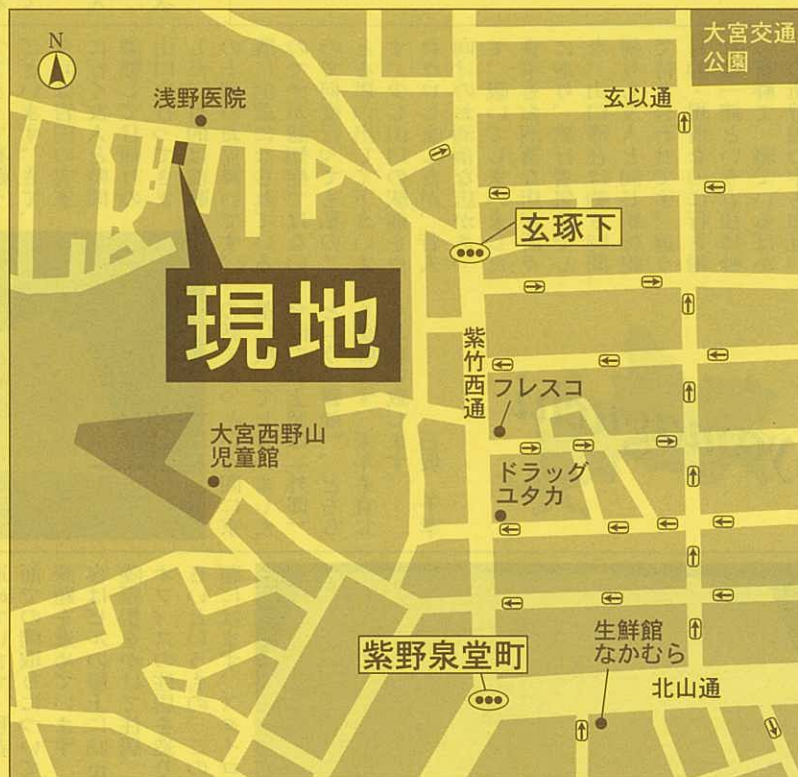 大宮交通
公園
N
浅野医院
玄以通
玄琢下
現地
紫竹西通
フレスコ
大宮西野山
児童館
ドラッグ
ユタカ
紫野泉堂町
生鮮館
なかむら
北山通